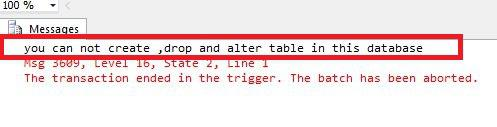 100 %
Messages
you can not create ,drop and alter table in this database
Msg 3609, Level 16, State 2, Line 1
The transaction ended in the trigger. The batch has been aborted.